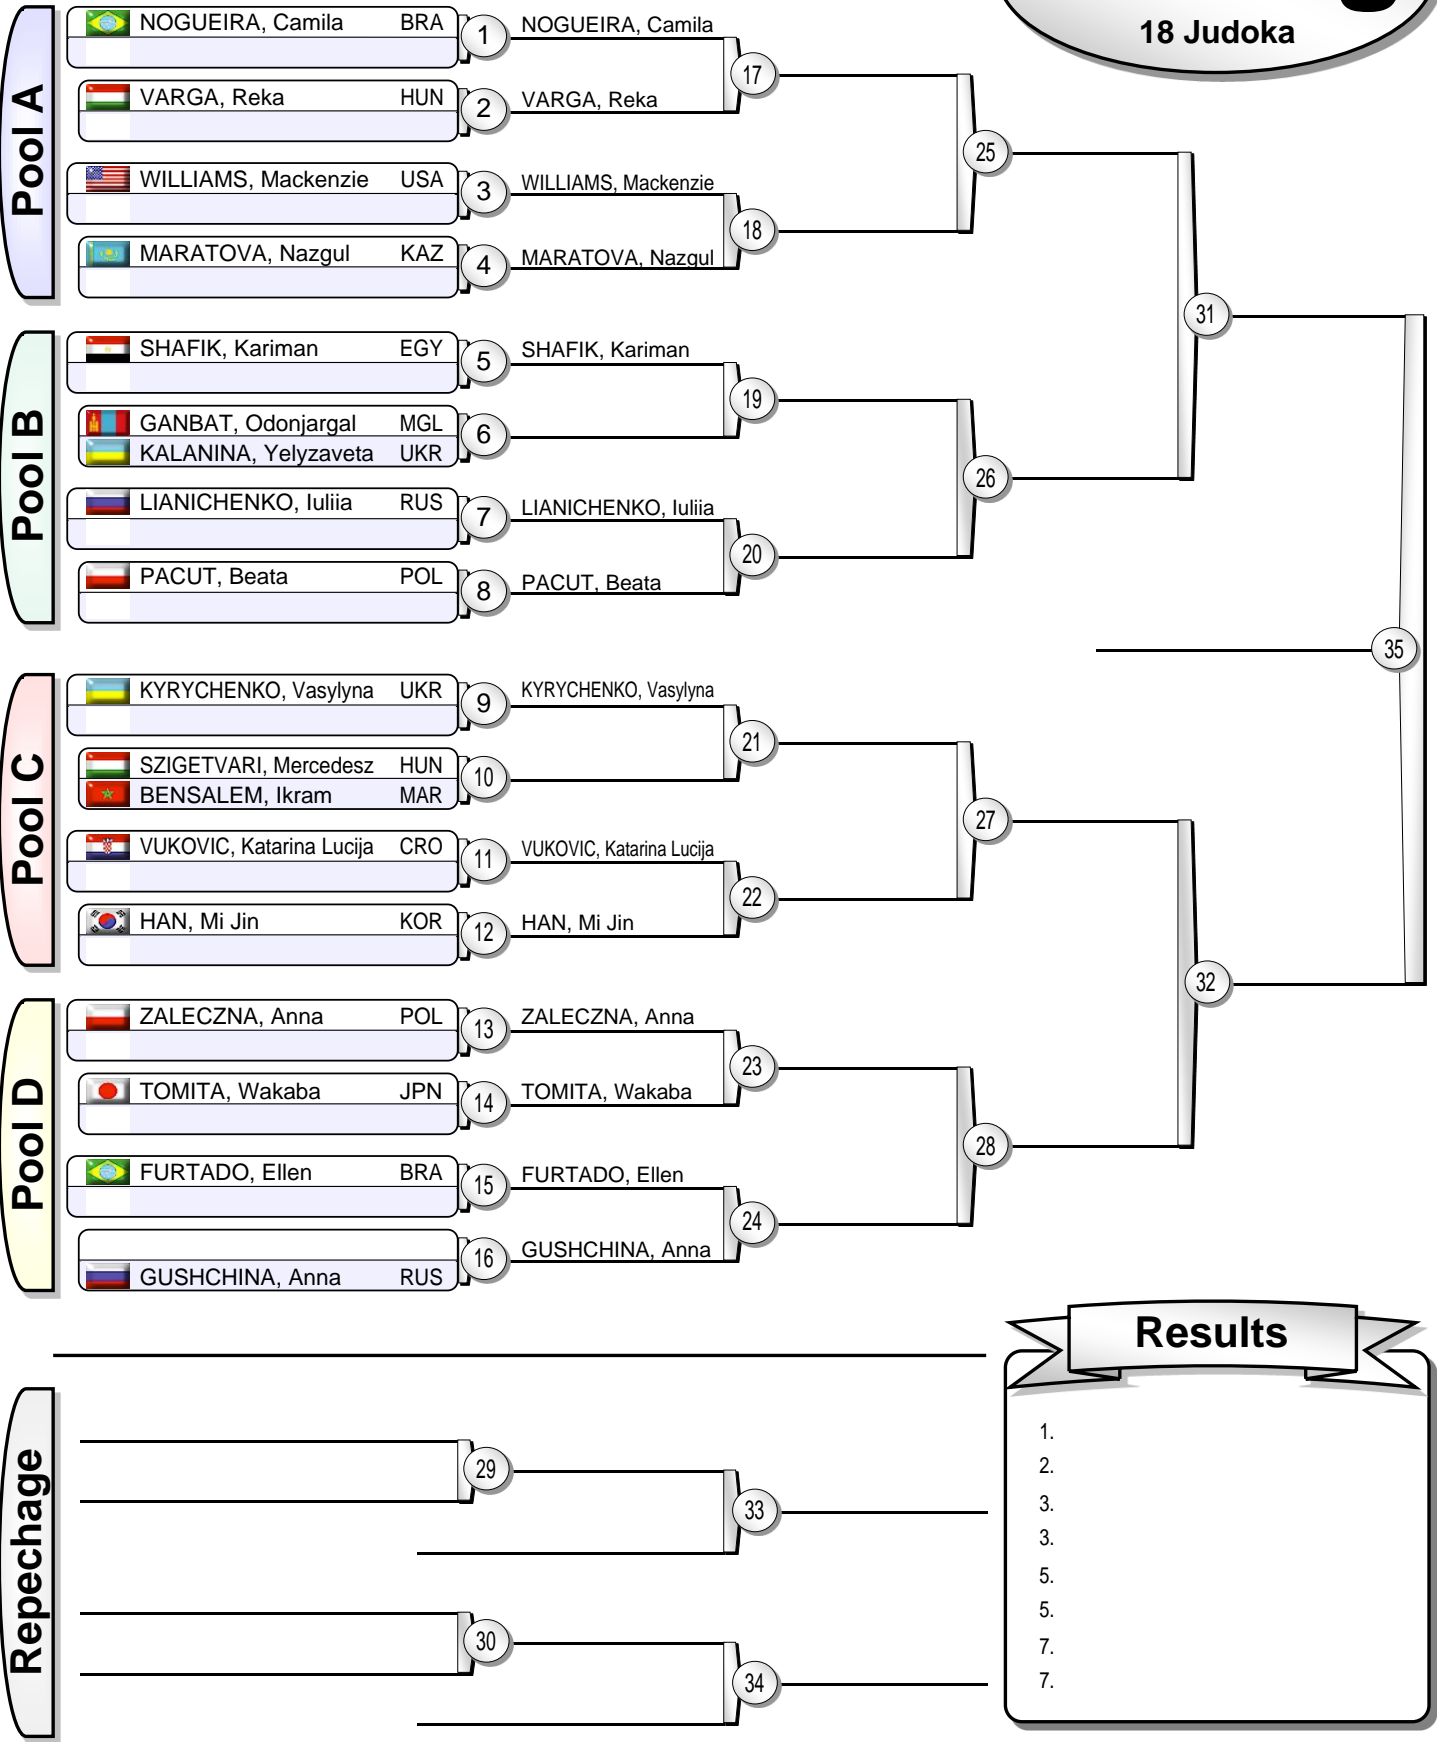 18 Judoka
Pool A
NOGUEIRA, Camila BRA 1 NOGUEIRA, Camila
17
VARGA, Reka HUN 2 VARGA, Reka
25
WILLIAMS, Mackenzie USA 3 WILLIAMS, Mackenzie
18
MARATOVA, Nazgul KAZ 4 MARATOVA, Nazgul
31
Pool B
SHAFIK, Kariman EGY 5 SHAFIK, Kariman
19
GANBAT, Odonjargal MGL 6
KALANINA, Yelyzaveta UKR
26
LIANICHENKO, Iuliia RUS 7 LIANICHENKO, Iuliia
20
PACUT, Beata POL 8 PACUT, Beata
35
Pool C
KYRYCHENKO, Vasylyna UKR 9 KYRYCHENKO, Vasylyna
21
SZIGETVARI, Mercedesz HUN 10
BENSALEM, Ikram MAR
27
VUKOVIC, Katarina Lucija CRO 11 VUKOVIC, Katarina Lucija
22
HAN, Mi Jin KOR 12 HAN, Mi Jin
32
Pool D
ZALECZNA, Anna POL 13 ZALECZNA, Anna
23
TOMITA, Wakaba JPN 14 TOMITA, Wakaba
28
FURTADO, Ellen BRA 15 FURTADO, Ellen
24
16 GUSHCHINA, Anna
GUSHCHINA, Anna RUS
Repechage
29
33
30
34
Results
1.
2.
3.
3.
5.
5.
7.
7.